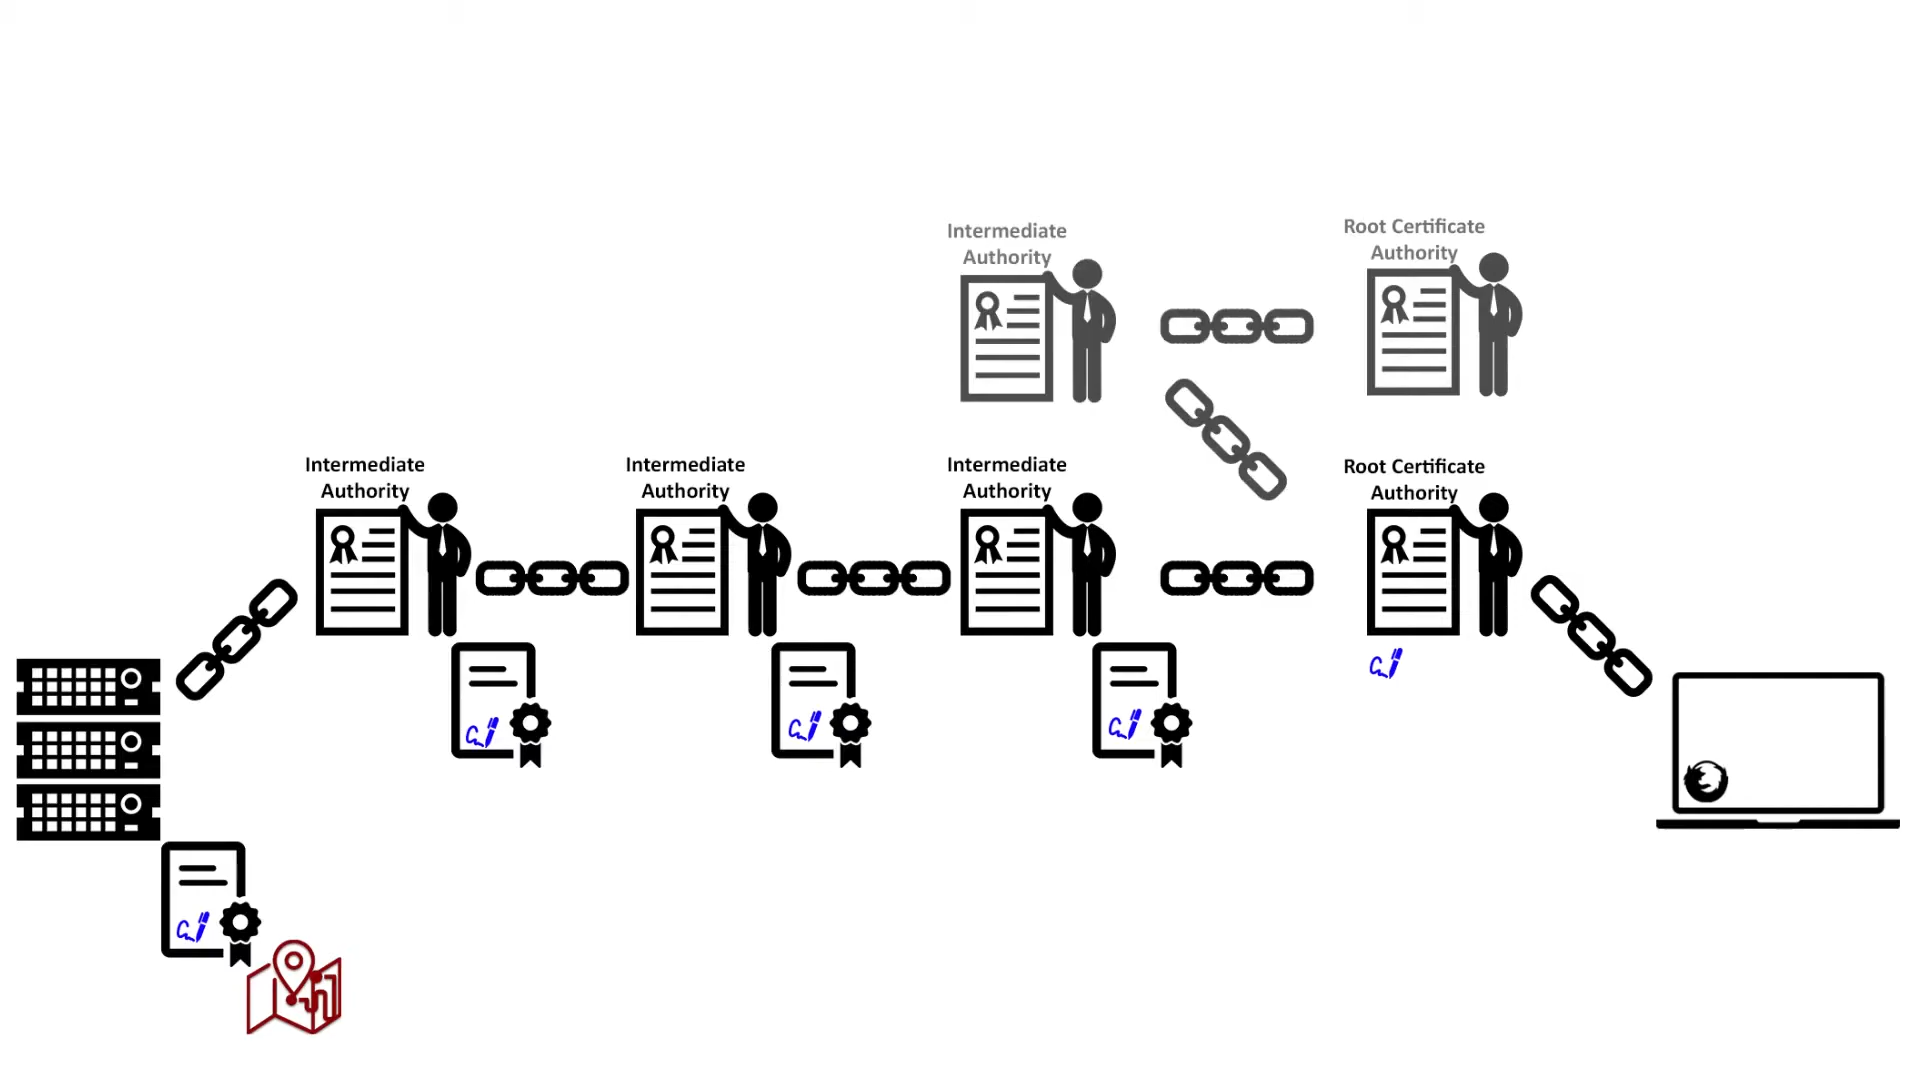 Intermediate
Authority
Root Certificate
Authority
Intermediate
Authority
Intermediate
Authority
Intermediate
Authority
Root Certificate
Authority